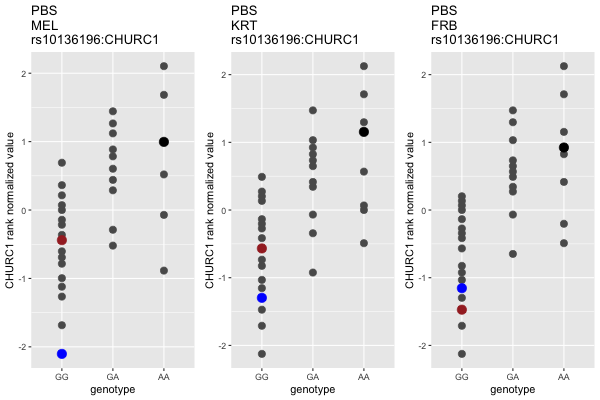 PBS
MEL
rs10136196:CHURC1
CHURC1 rank normalized value
2
1
0
-1
-2
GG
GA
AA
genotype
PBS
KRT
rs10136196:CHURC1
CHURC1 rank normalized value
2
1
0
-1
-2
GG
GA
AA
genotype
PBS
FRB
rs10136196:CHURC1
CHURC1 rank normalized value
2
1
0
-1
-2
GG
GA
AA
genotype